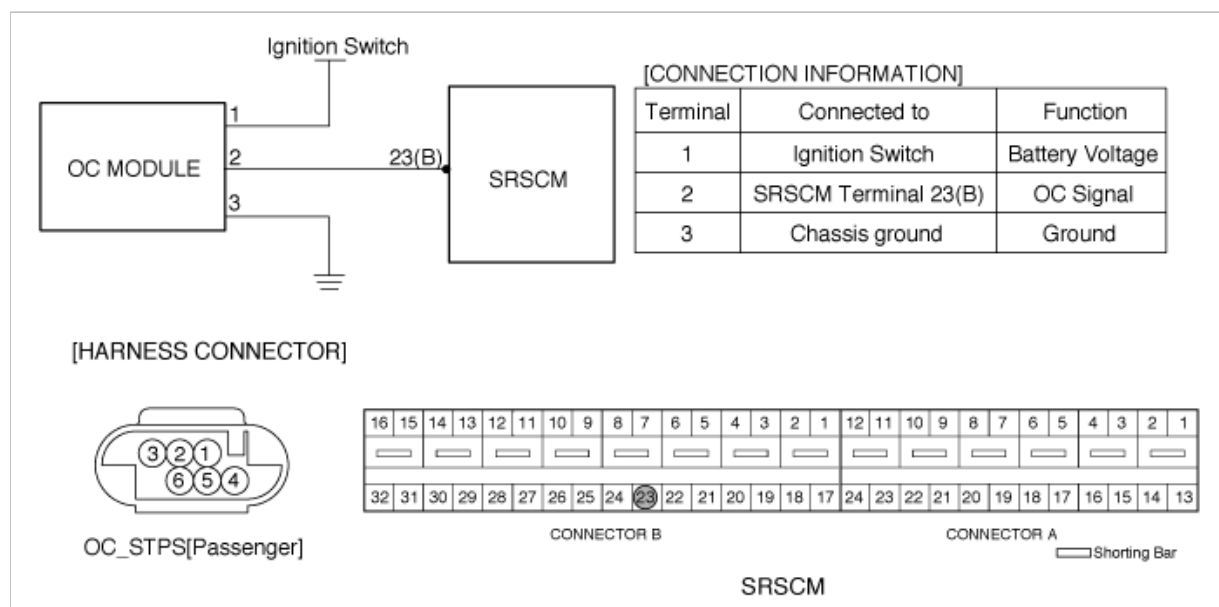 Ignition Switch
OC MODULE
1
2
3
23(B)
SRSCM
[CONNECTION INFORMATION]
Terminal Connected to Function
1 Ignition Switch Battery Voltage
2 SRSCM Terminal 23(B) OC Signal
3 Chassis ground Ground
[HARNESS CONNECTOR]
3 2 1
6 5 4
OC_STPS[Passenger]
16 15 14 13 12 11 10 9 8 7 6 5 4 3 2 1 12 11 10 9 8 7 6 5 4 3 2 1
32 31 30 29 28 27 26 25 24 23 22 21 20 19 18 17 24 23 22 21 20 19 18 17 16 15 14 13
CONNECTOR B CONNECTOR A
Shorting Bar
SRSCM